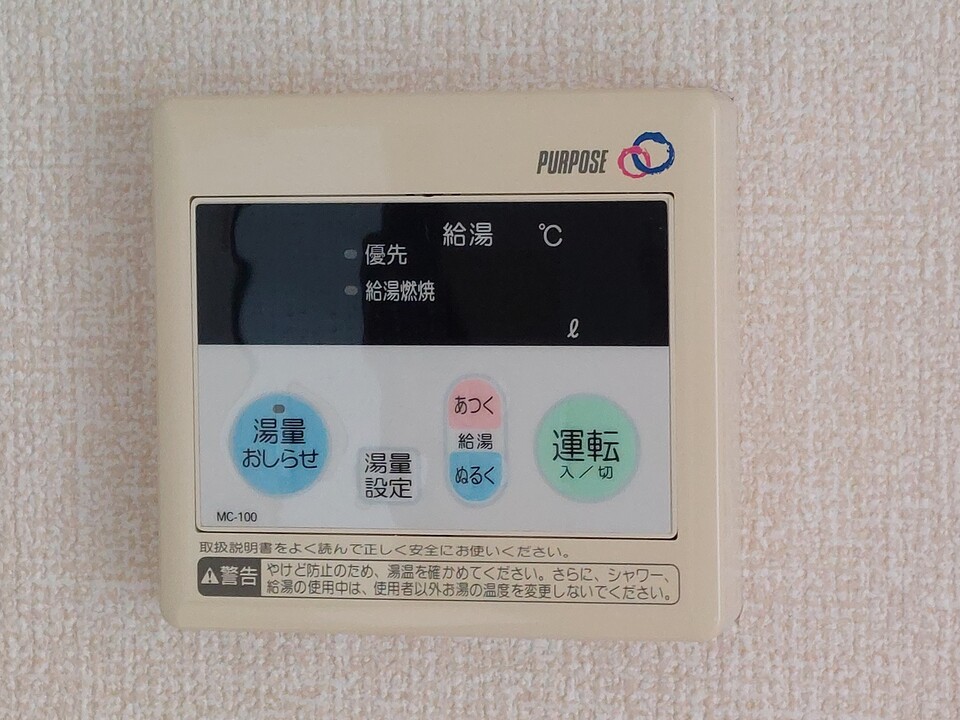 PURPOSE
給湯 ℃
優先
給湯燃焼
ℓ
湯量
おしらせ
湯量
設定
あつく
給湯
ぬるく
運転
入／切
MC-100
取扱説明書をよく読んで正しく安全にお使いください。
警告
やけど防止のため、湯温を確かめてください。さらに、シャワー、
給湯の使用中は、使用者以外お湯の温度を変更しないでください。